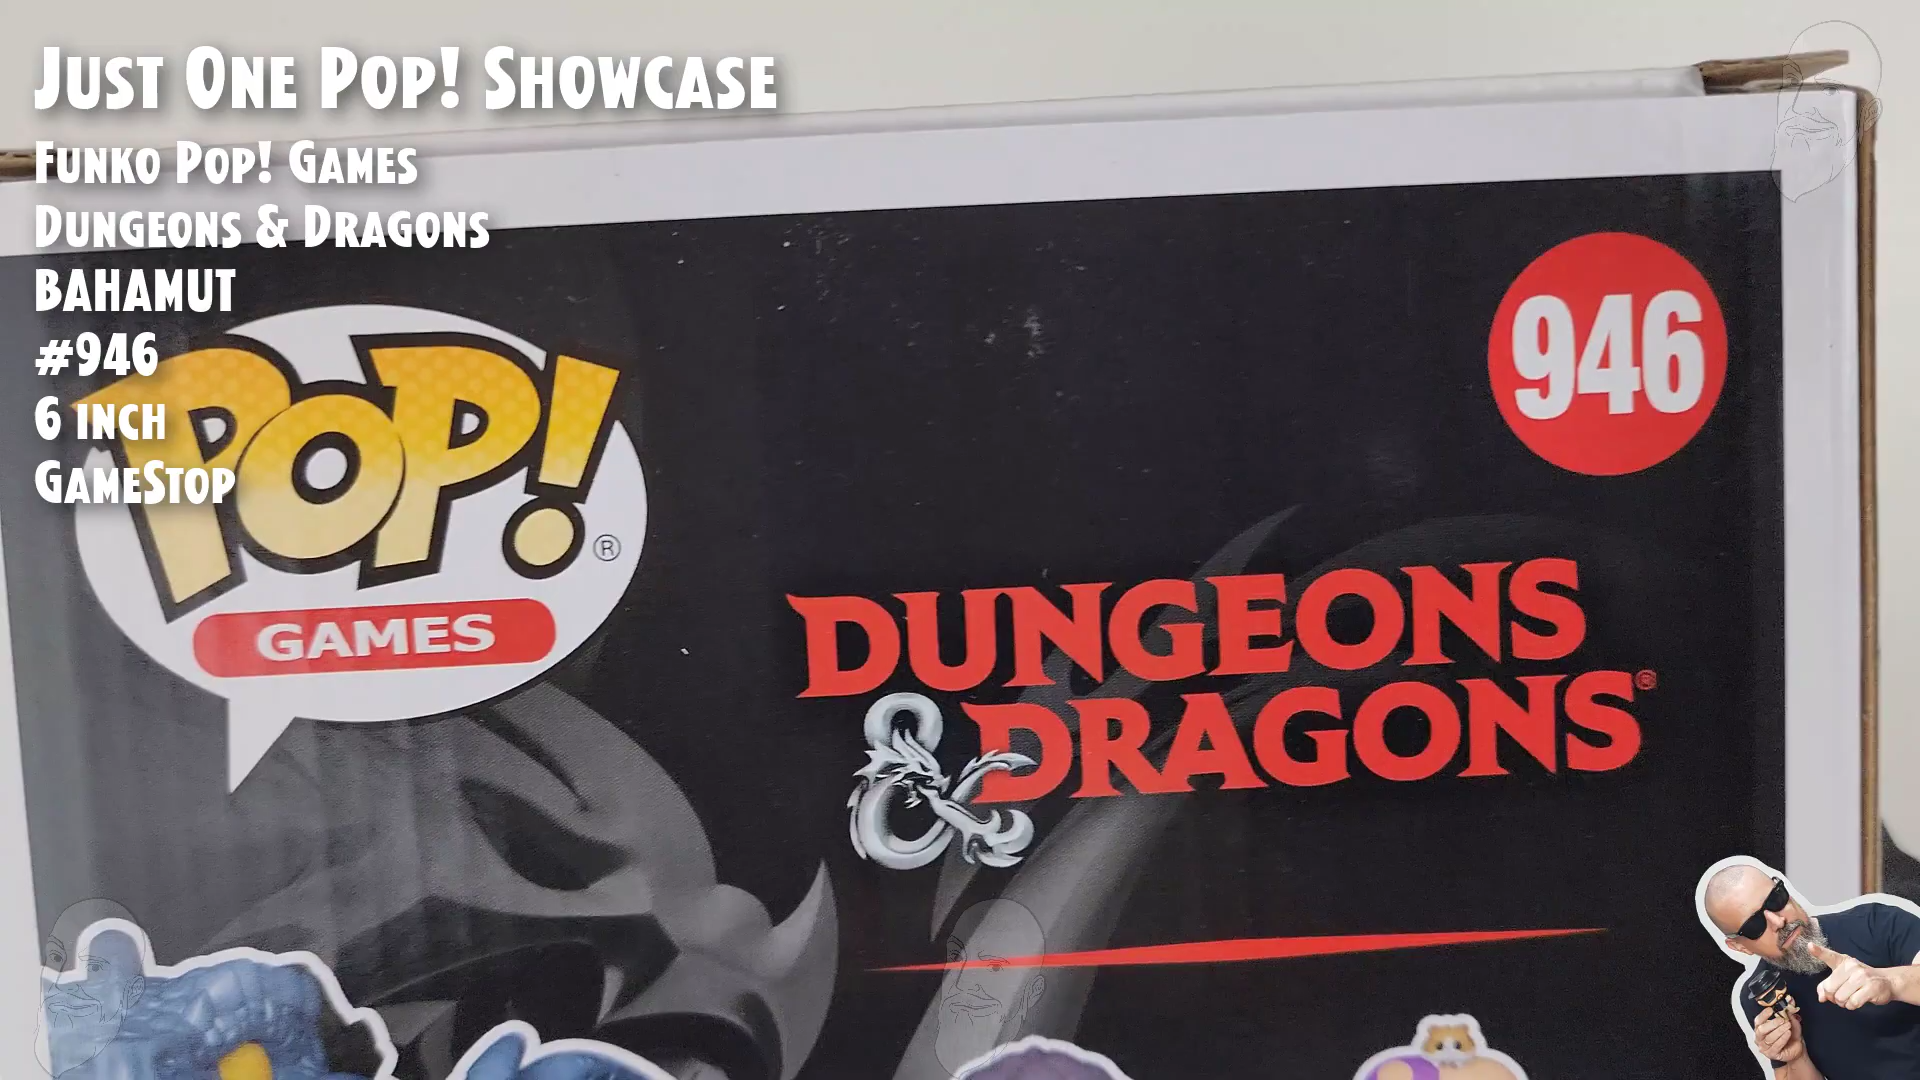 Just One Pop! Showcase
Funko Pop! Games
Dungeons & Dragons
BAHAMUT
#946
6 inch
GameStop
POP!
®
GAMES
946
DUNGEONS
& DRAGONS®